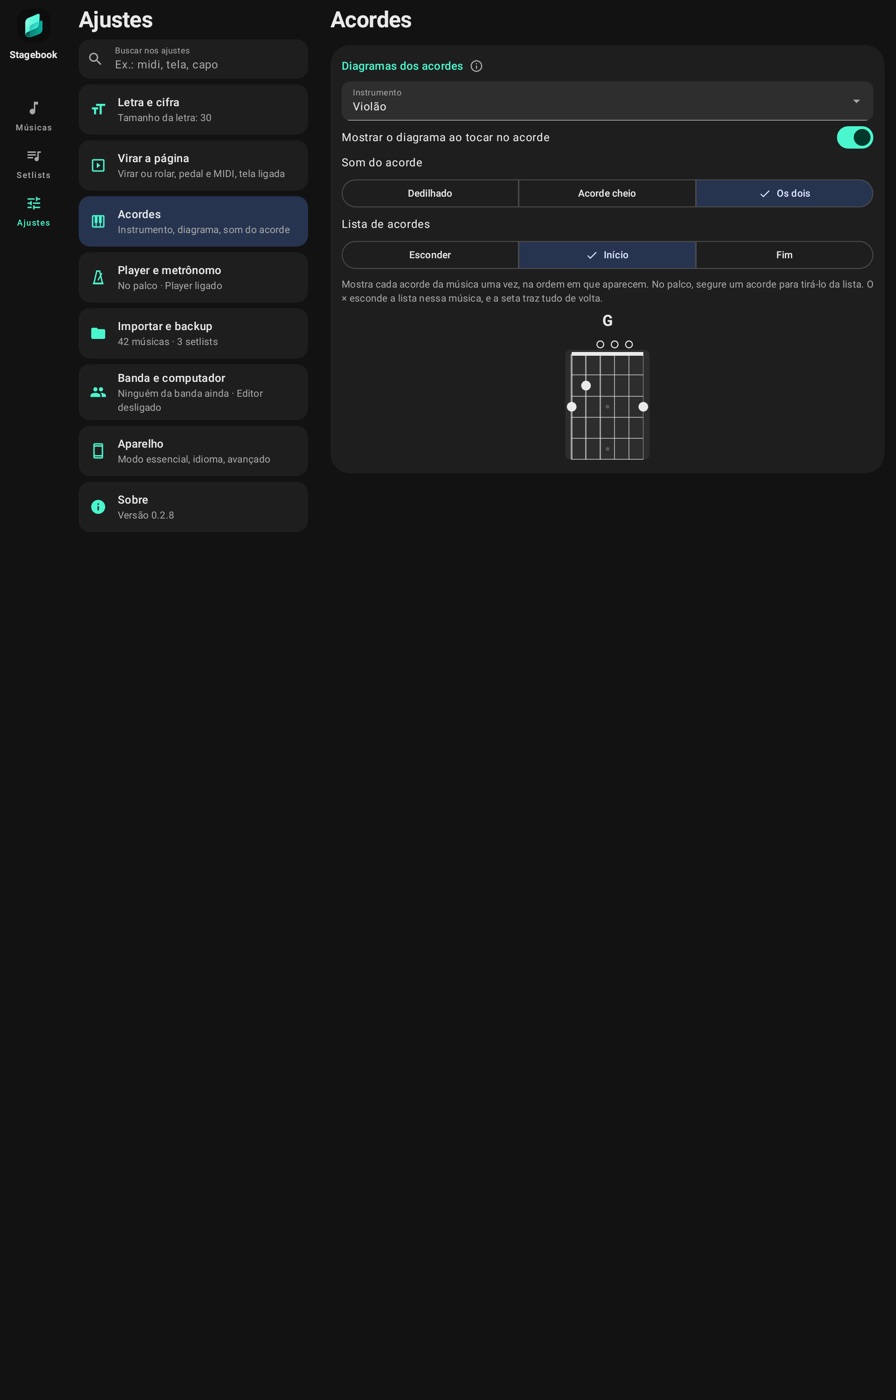 Stagebook
Músicas
Setlists
Ajustes
Ajustes
Buscar nos ajustes
Ex.: midi, tela, capo
Letra e cifra
Tamanho da letra: 30
Virar a página
Virar ou rolar, pedal e MIDI, tela ligada
Acordes
Instrumento, diagrama, som do acorde
Player e metrônomo
No palco · Player ligado
Importar e backup
42 músicas · 3 setlists
Banda e computador
Ninguém da banda ainda · Editor
desligado
Aparelho
Modo essencial, idioma, avançado
Sobre
Versão 0.2.8
Acordes
Diagramas dos acordes
Instrumento
Violão
Mostrar o diagrama ao tocar no acorde
Som do acorde
Dedilhado Acorde cheio Os dois
Lista de acordes
Esconder Início Fim
Mostra cada acorde da música uma vez, na ordem em que aparecem. No palco, segure um acorde para tirá-lo da lista. O
× esconde a lista nessa música, e a seta traz tudo de volta.
G